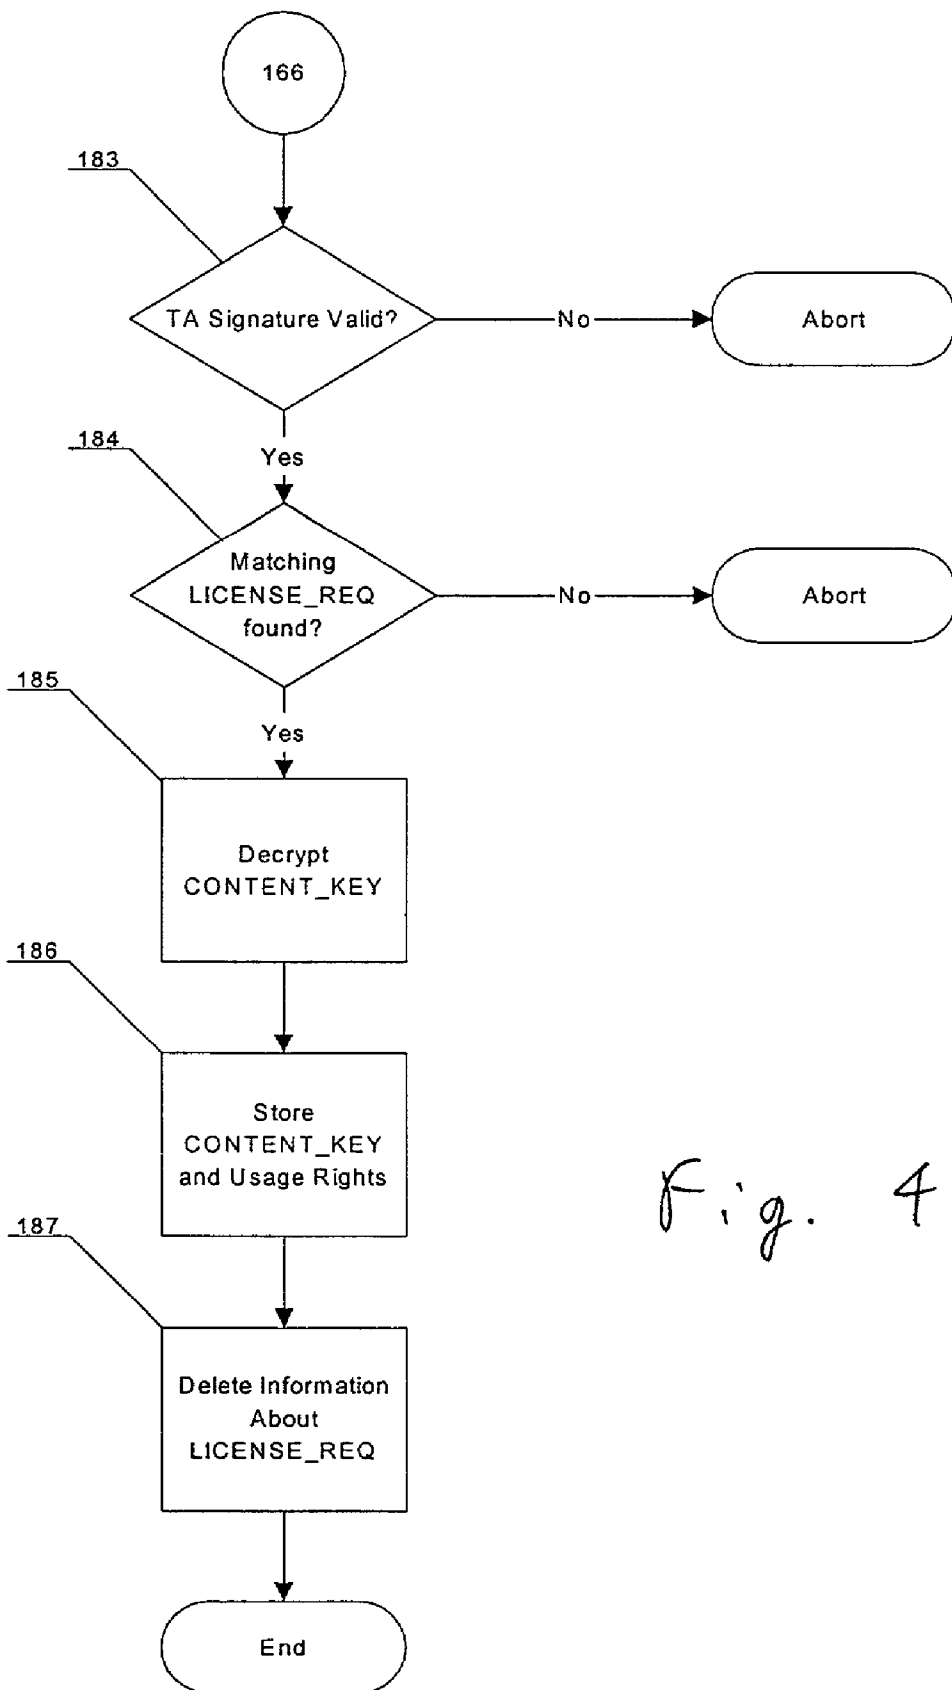 166
183
TA Signature Valid?
No
Abort
184
Yes
Matching
LICENSE_REQ
found?
No
Abort
185
Yes
Decrypt
CONTENT_KEY
186
Store
CONTENT_KEY
and Usage Rights
Fig. 4
187
Delete Information
About
LICENSE_REQ
End